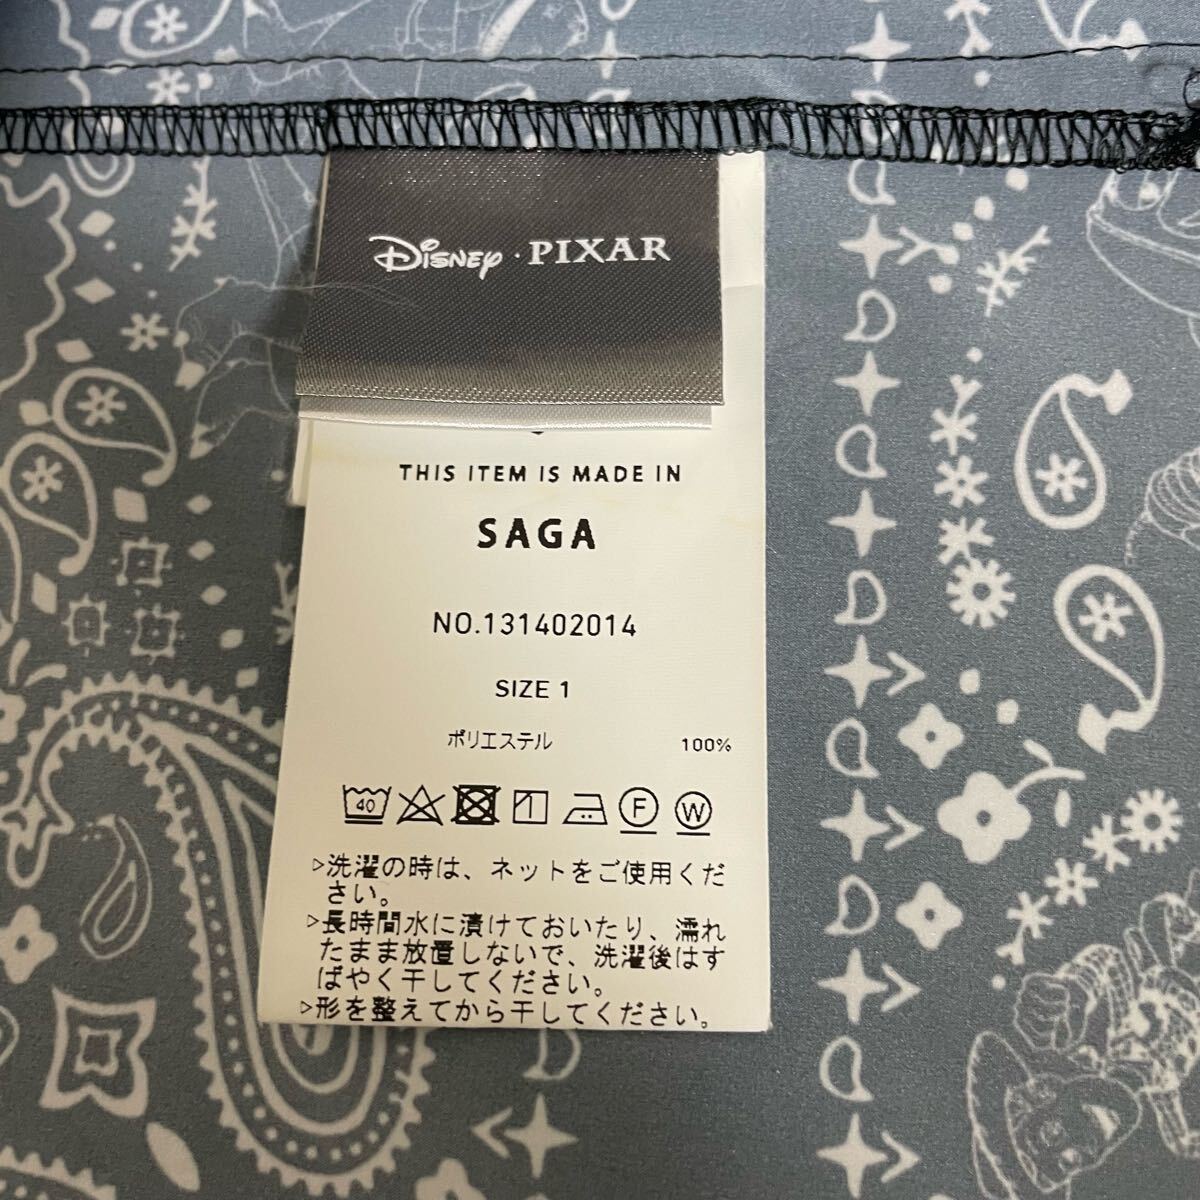 Disney · PIXAR
THIS ITEM IS MADE IN
SAGA
NO.131402014
SIZE 1
ポリエステル 100%
40 F W
▷洗濯の時は、ネットをご使用くだ
さい。
▷長時間水に漬けておいたり、濡れ
たまま放置しないで、洗濯後はす
ばやく干してください。
▷形を整えてから干してください。